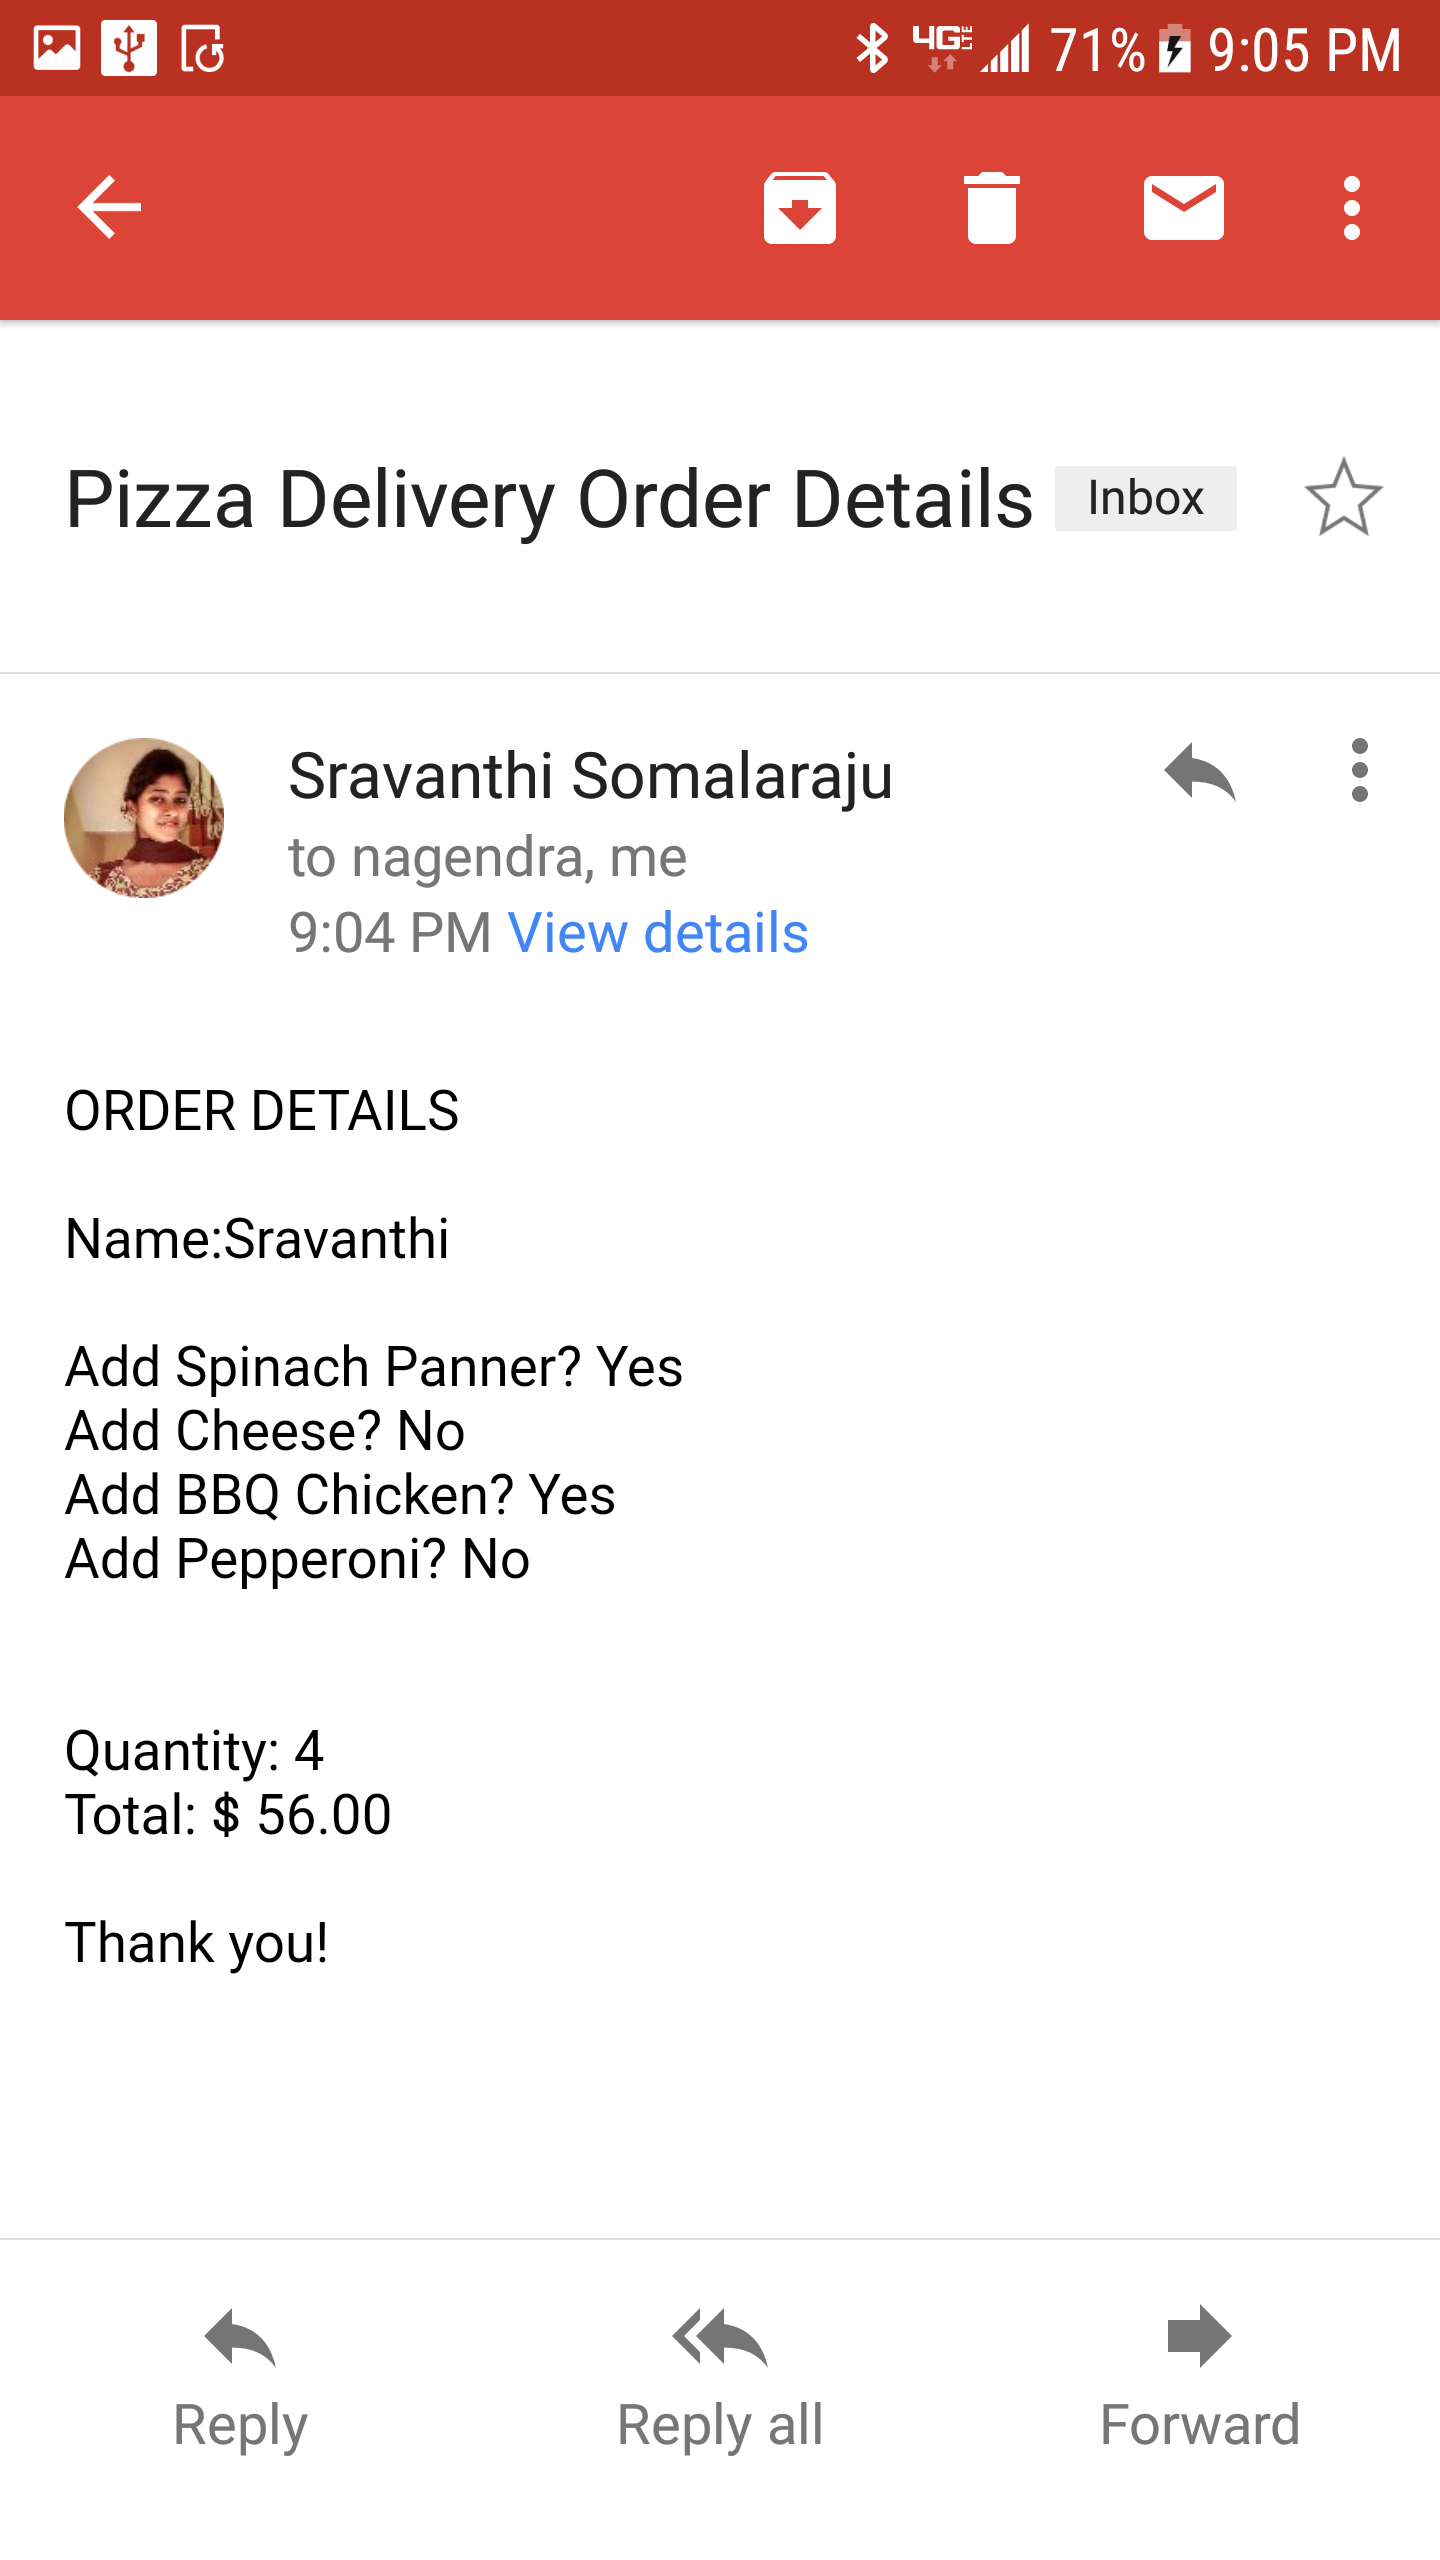 4G LTE 71% 9:05 PM
Pizza Delivery Order Details Inbox
Sravanthi Somalaraju
to nagendra, me
9:04 PM View details
ORDER DETAILS
Name:Sravanthi
Add Spinach Panner? Yes
Add Cheese? No
Add BBQ Chicken? Yes
Add Pepperoni? No
Quantity: 4
Total: $ 56.00
Thank you!
Reply Reply all Forward